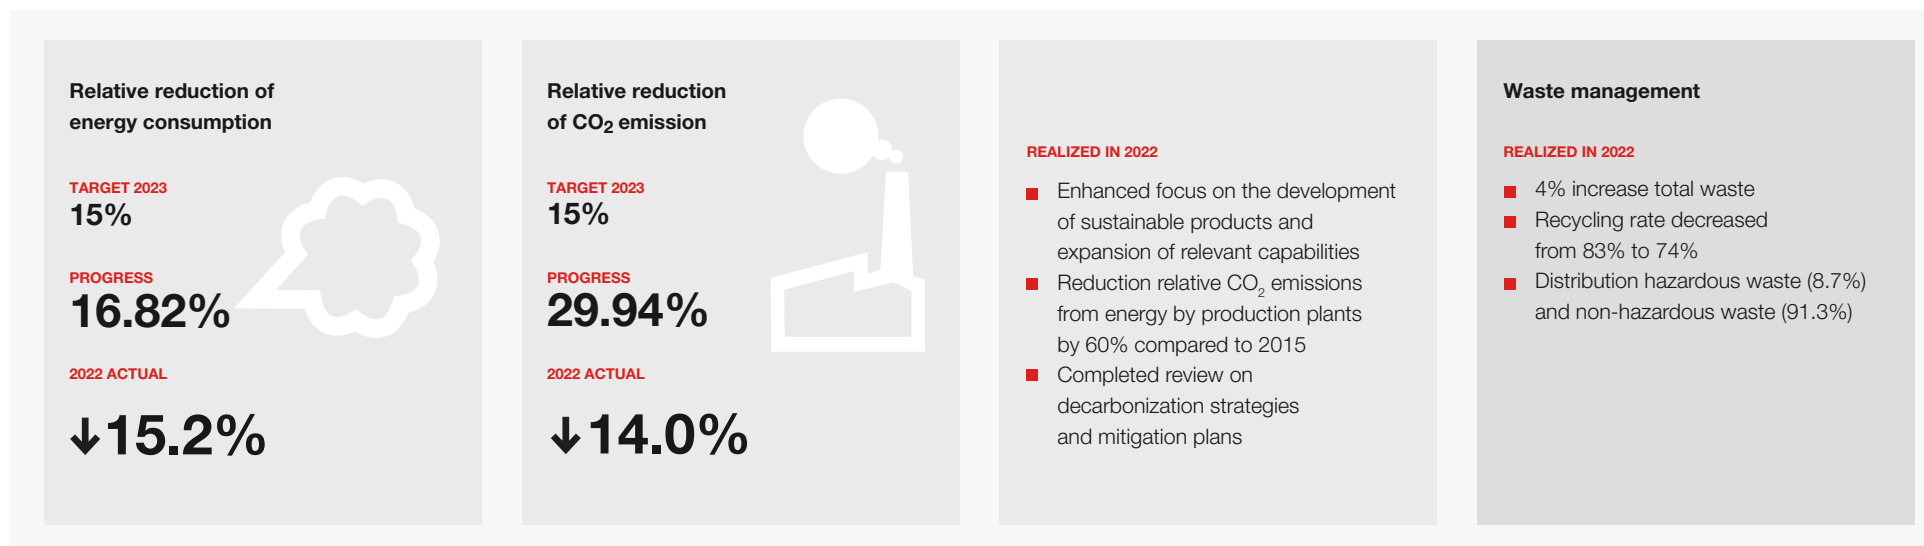 Relative reduction of
energy consumption
TARGET 2023
15%
PROGRESS
16.82%
2022 ACTUAL
↓15.2%
Relative reduction
of CO₂ emission
TARGET 2023
15%
PROGRESS
29.94%
2022 ACTUAL
↓14.0%
REALIZED IN 2022
■ Enhanced focus on the development
of sustainable products and
expansion of relevant capabilities
■ Reduction relative CO₂ emissions
from energy by production plants
by 60% compared to 2015
■ Completed review on
decarbonization strategies
and mitigation plans
Waste management
REALIZED IN 2022
■ 4% increase total waste
■ Recycling rate decreased
from 83% to 74%
■ Distribution hazardous waste (8.7%)
and non-hazardous waste (91.3%)